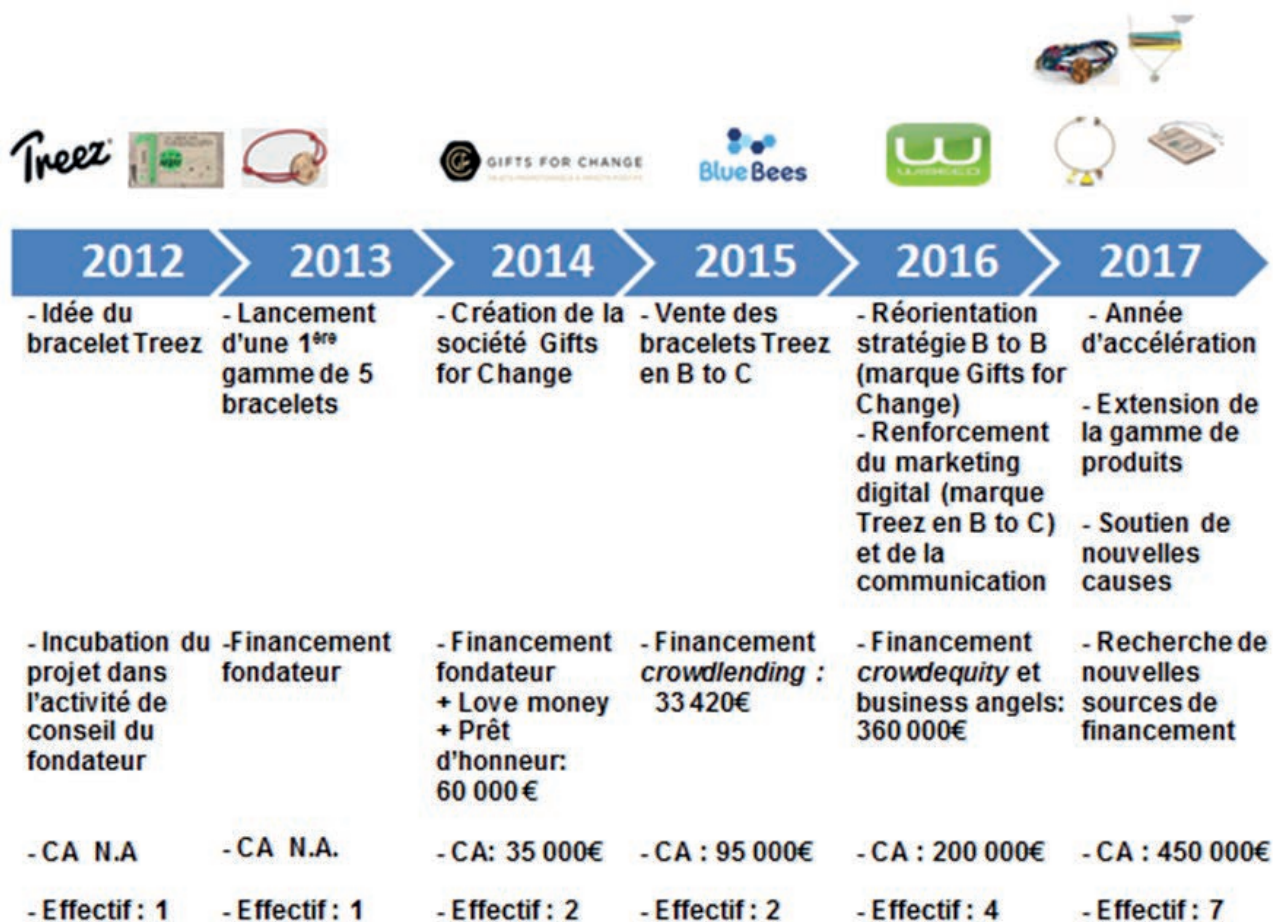 Treez
GIFTS FOR CHANGE
BlueBees
2012
2013
2014
2015
2016
2017
- Idée du
bracelet Treez
- Lancement
d'une 1ère
gamme de 5
bracelets
- Création de la
société Gifts
for Change
- Vente des
bracelets Treez
en B to C
- Réorientation
stratégie B to B
(marque Gifts for
Change)
- Renforcement
du marketing
digital (marque
Treez en B to C)
et de la
communication
- Année
d'accélération
- Extension de
la gamme de
produits
- Soutien de
nouvelles
causes
- Incubation du
projet dans
l'activité de
conseil du
fondateur
-Financement
fondateur
- Financement
fondateur
+ Love money
+ Prêt
d'honneur:
60 000 €
- Financement
crowdlending :
33 420€
- Financement
crowdequity et
business angels:
360 000€
- Recherche de
nouvelles
sources de
financement
- CA N.A
- CA N.A.
- CA: 35 000€
- CA : 95 000€
- CA : 200 000€
- CA : 450 000€
- Effectif : 1
- Effectif : 1
- Effectif : 2
- Effectif : 2
- Effectif : 4
- Effectif : 7